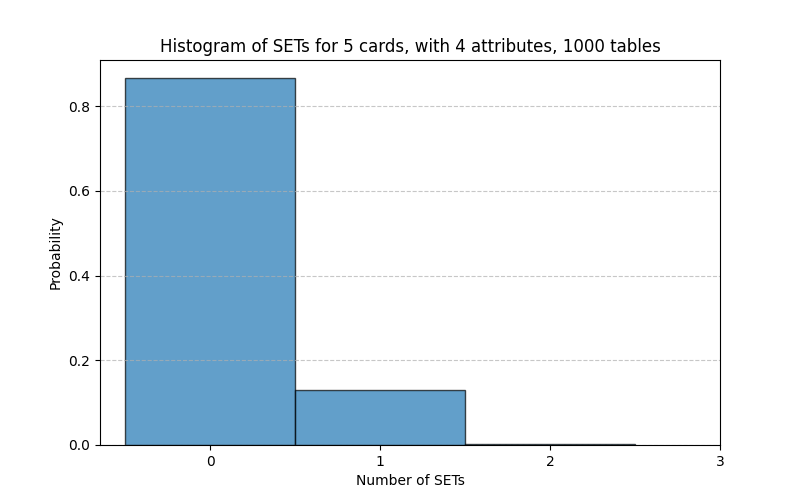 Histogram of SETs for 5 cards, with 4 attributes, 1000 tables
0.8
0.6
0.4
0.2
0.0
Probability
0 1 2 3
Number of SETs